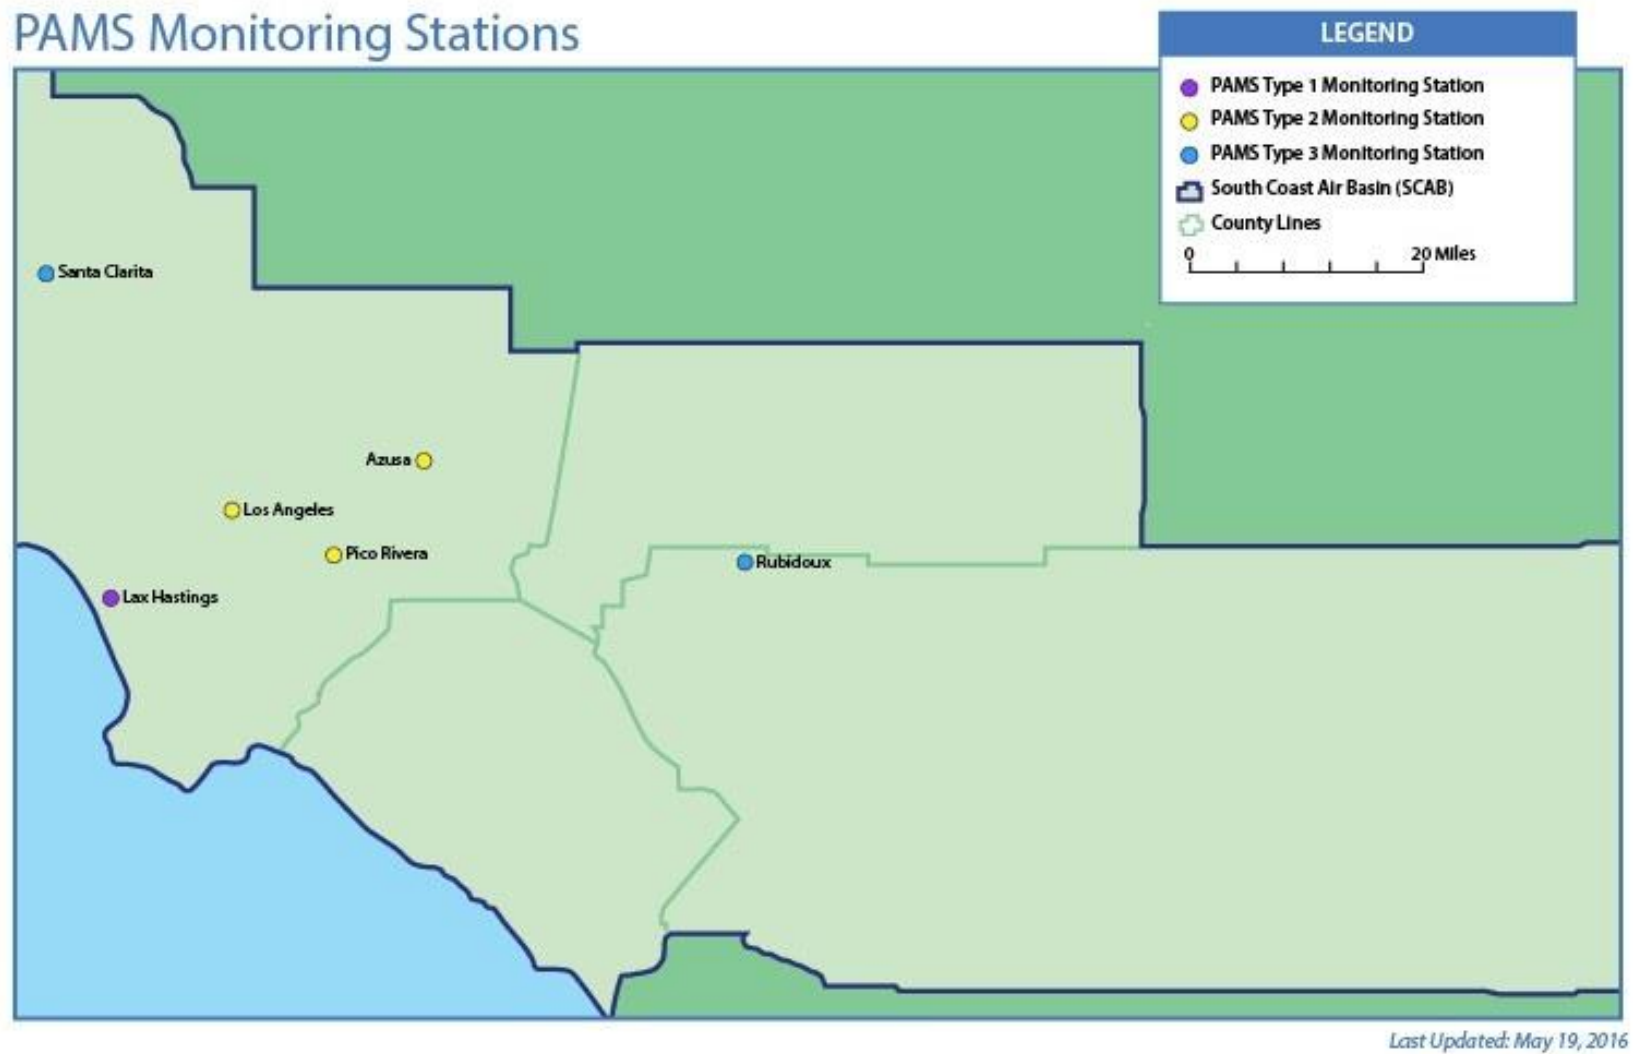 PAMS Monitoring Stations
LEGEND
PAMS Type 1 Monitoring Station
PAMS Type 2 Monitoring Station
PAMS Type 3 Monitoring Station
South Coast Air Basin (SCAB)
County Lines
0 20 Miles
Santa Clarita
Azusa
Los Angeles
Pico Rivera
Rubidoux
Lax Hastings
Last Updated: May 19, 2016